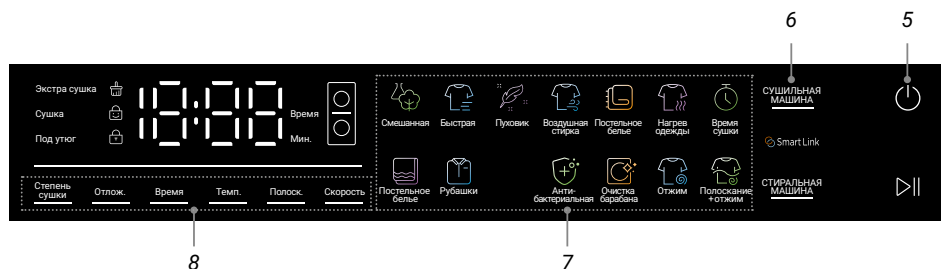 6
5
Экстра сушка
Сушка
Под утюг
18:88
Время
Мин.
Смешанная
Быстрая
Пуховик
Воздушная
стирка
Постельное
белье
Нагрев
одежды
Время
сушки
СУШИЛЬНАЯ
МАШИНА
Smart Link
Постельное
белье
Рубашки
Анти-
бактериальная
Очистка
барабана
Отжим
Полоскание
+отжим
СТИРАЛЬНАЯ
МАШИНА
Степень
сушки
Отлож.
Время
Темп.
Полоск.
Скорость
8
7